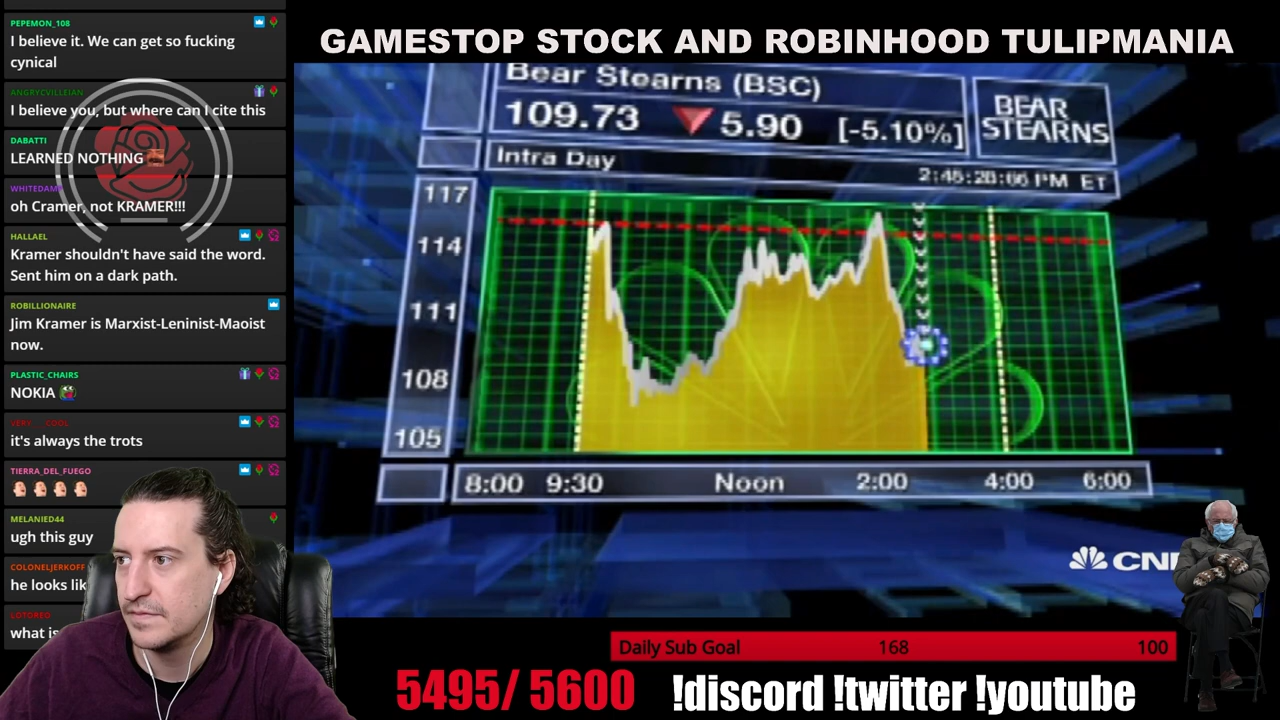 PEPEMON_108
I believe it. We can get so fucking
cynical
ANGRYCVILLEIAN
I believe you, but where can I cite this
DABATTI
LEARNED NOTHING
oh Cramer, not KRAMER!!!
HALLAEL
Kramer shouldn't have said the word.
Sent him on a dark path.
ROBILLIONAIRE
Jim Kramer is Marxist-Leninist-Maoist
now.
PLASTIC_CHAIRS
NOKIA
it's always the trots
TIERRA_DEL_FUEGO
MELANIED44
ugh this guy
COLONELJERKOFF
he looks lik
what is
GAMESTOP STOCK AND ROBINHOOD TULIPMANIA
Bear Stearns (BSC)
109.73 5.90 [-5.10%]
BEAR
STEARNS
Intra Day
PM ET
117
114
111
108
105
8:00 9:30 Noon 2:00 4:00 6:00
CN
Daily Sub Goal 168 100
5495/ 5600 !discord !twitter !youtube